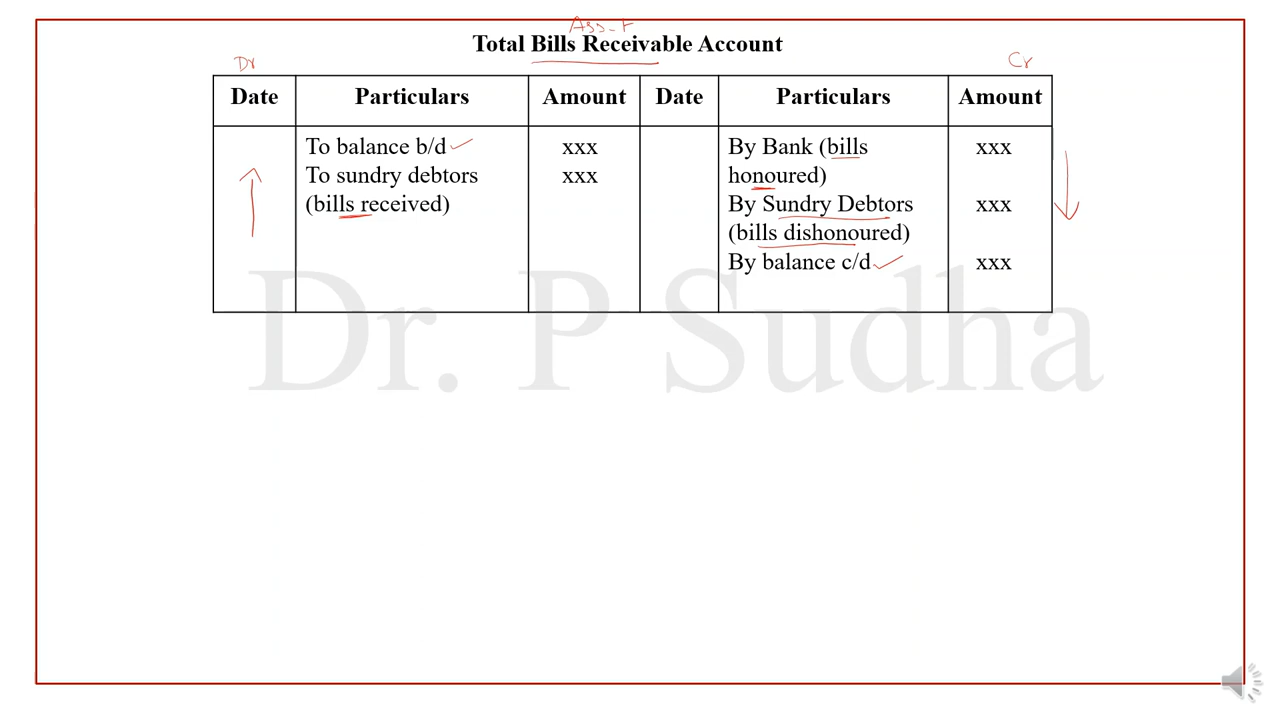 Asset
Total Bills Receivable Account
Dr
Cr
Date Particulars Amount Date Particulars Amount
To balance b/d xxx By Bank (bills xxx
To sundry debtors xxx honoured)
(bills received) By Sundry Debtors xxx
(bills dishonoured)
By balance c/d xxx
Dr. P Sudha